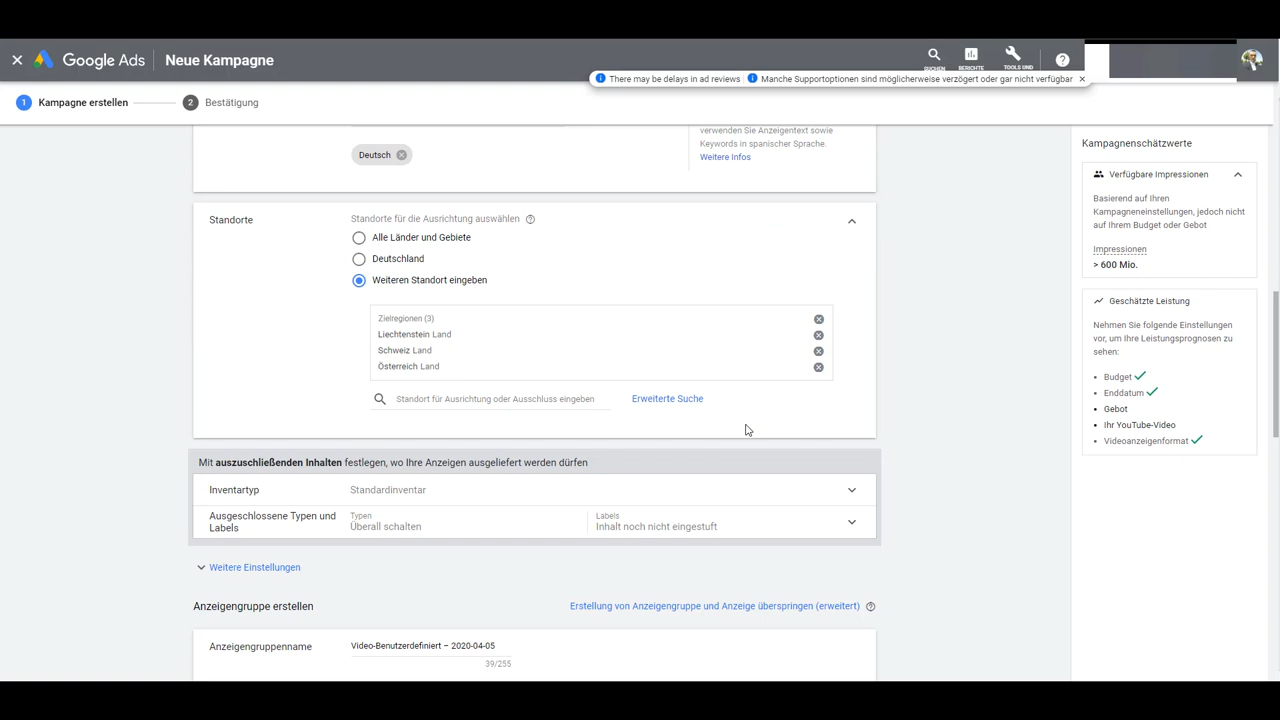 Google Ads
Neue Kampagne
SUCHEN
BERICHTE
TOOLS UND
There may be delays in ad reviews
Manche Supportoptionen sind möglicherweise verzögert oder gar nicht verfügbar
1 Kampagne erstellen
2 Bestätigung
Deutsch
verwenden Sie Anzeigentext sowie
Keywords in spanischer Sprache.
Weitere Infos
Standorte
Standorte für die Ausrichtung auswählen
Alle Länder und Gebiete
Deutschland
Weiteren Standort eingeben
Zielregionen (3)
Liechtenstein Land
Schweiz Land
Österreich Land
Standort für Ausrichtung oder Ausschluss eingeben
Erweiterte Suche
Mit auszuschließenden Inhalten festlegen, wo Ihre Anzeigen ausgeliefert werden dürfen
Inventartyp
Standardinventar
Ausgeschlossene Typen und
Labels
Typen
Überall schalten
Labels
Inhalt noch nicht eingestuft
Weitere Einstellungen
Anzeigengruppe erstellen
Erstellung von Anzeigengruppe und Anzeige überspringen (erweitert)
Anzeigengruppenname
Video-Benutzerdefiniert – 2020-04-05
39/255
Kampagnenschätzwerte
Verfügbare Impressionen
Basierend auf Ihren
Kampagneneinstellungen, jedoch nicht
auf Ihrem Budget oder Gebot
Impressionen
> 600 Mio.
Geschätzte Leistung
Nehmen Sie folgende Einstellungen
vor, um Ihre Leistungsprognosen zu
sehen:
Budget
Enddatum
Gebot
Ihr YouTube-Video
Videoanzeigenformat